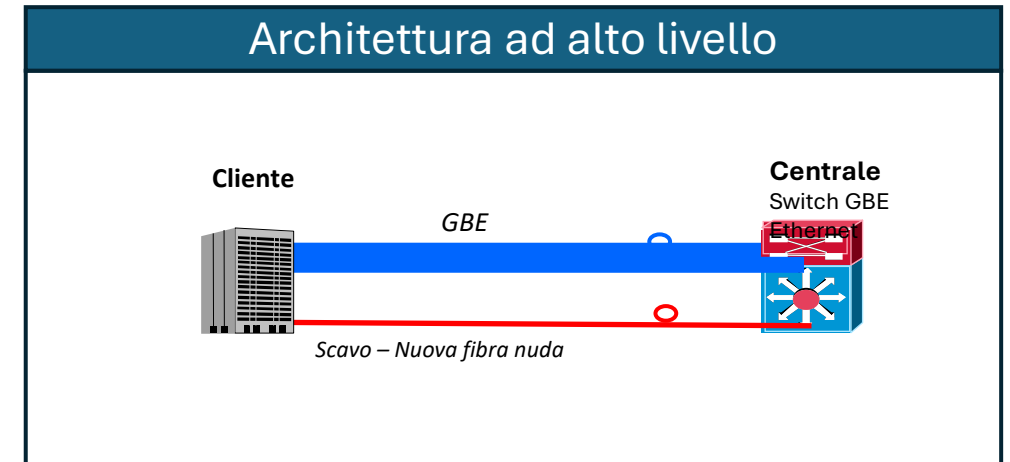 Architettura ad alto livello
Cliente
Centrale
Switch GBE
Ethernet
GBE
Scavo – Nuova fibra nuda